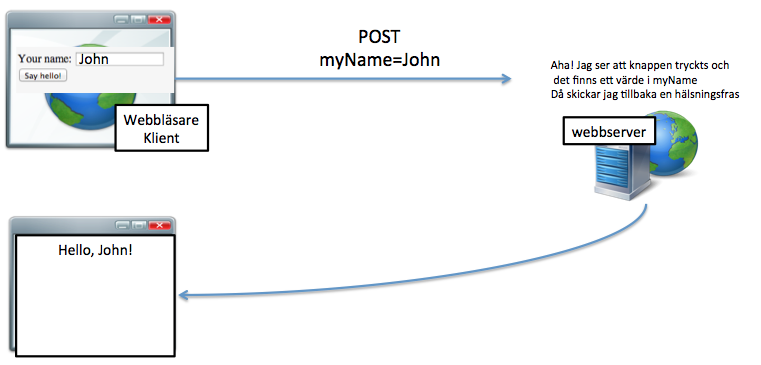 Your name: John
Say hello!
Webbläsare
Klient
POST
myName=John
Aha! Jag ser att knappen tryckts och
det finns ett värde i myName
Då skickar jag tillbaka en hälsningsfras
webbserver
Hello, John!